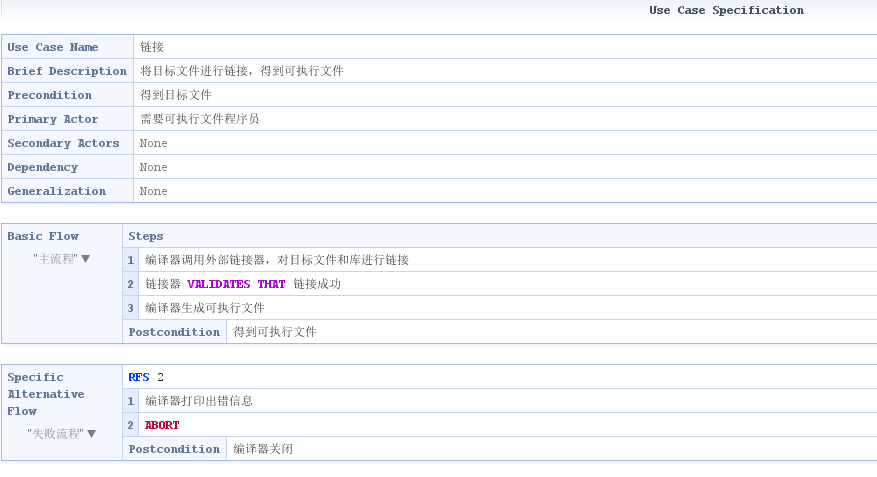 Use Case Specification
Use Case Name 链接
Brief Description 将目标文件进行链接，得到可执行文件
Precondition 得到目标文件
Primary Actor 需要可执行文件程序员
Secondary Actors None
Dependency None
Generalization None
Basic Flow Steps
"主流程" ▼
1 编译器调用外部链接器，对目标文件和库进行链接
2 链接器 VALIDATES THAT 链接成功
3 编译器生成可执行文件
Postcondition 得到可执行文件
Specific
Alternative
Flow
"失败流程" ▼
RFS 2
1 编译器打印出错信息
2 ABORT
Postcondition 编译器关闭